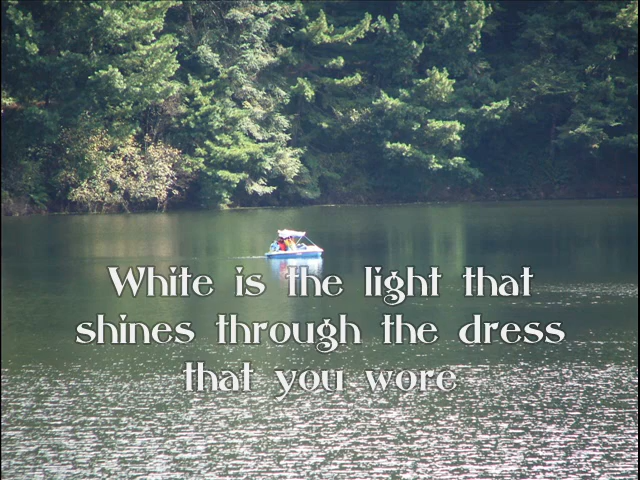 White is the light that
shines through the dress
that you wore